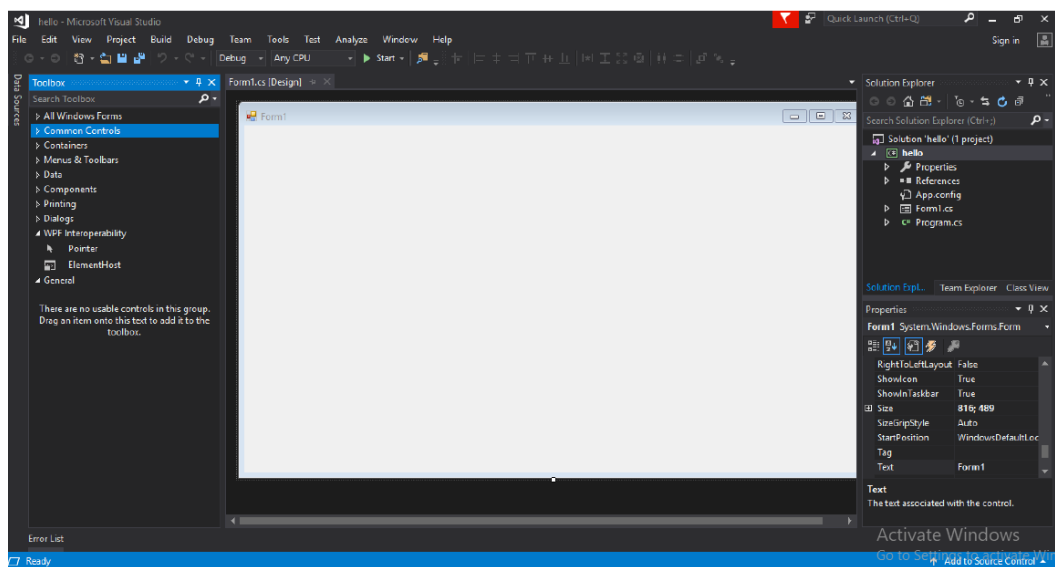 hello - Microsoft Visual Studio
Quick Launch (Ctrl+Q)
File Edit View Project Build Debug Team Tools Test Analyze Window Help
Sign in
Debug Any CPU Start
Data Sources
Toolbox
Search Toolbox
All Windows Forms
Common Controls
Containers
Menus & Toolbars
Data
Components
Printing
Dialogs
WPF Interoperability
Pointer
ElementHost
General
There are no usable controls in this group.
Drag an item onto this text to add it to the
toolbox.
Form1.cs [Design]
Form1
Solution Explorer
Search Solution Explorer (Ctrl+;)
Solution 'hello' (1 project)
hello
Properties
References
App.config
Form1.cs
C# Program.cs
Solution Expl... Team Explorer Class View
Properties
Form1 System.Windows.Forms.Form
RightToLeftLayout False
ShowIcon True
ShowInTaskbar True
Size 816; 489
SizeGripStyle Auto
StartPosition WindowsDefaultLoc
Tag
Text Form1
Text
The text associated with the control.
Activate Windows
Go to Settings to activate Win
Error List
Ready
Add to Source Control